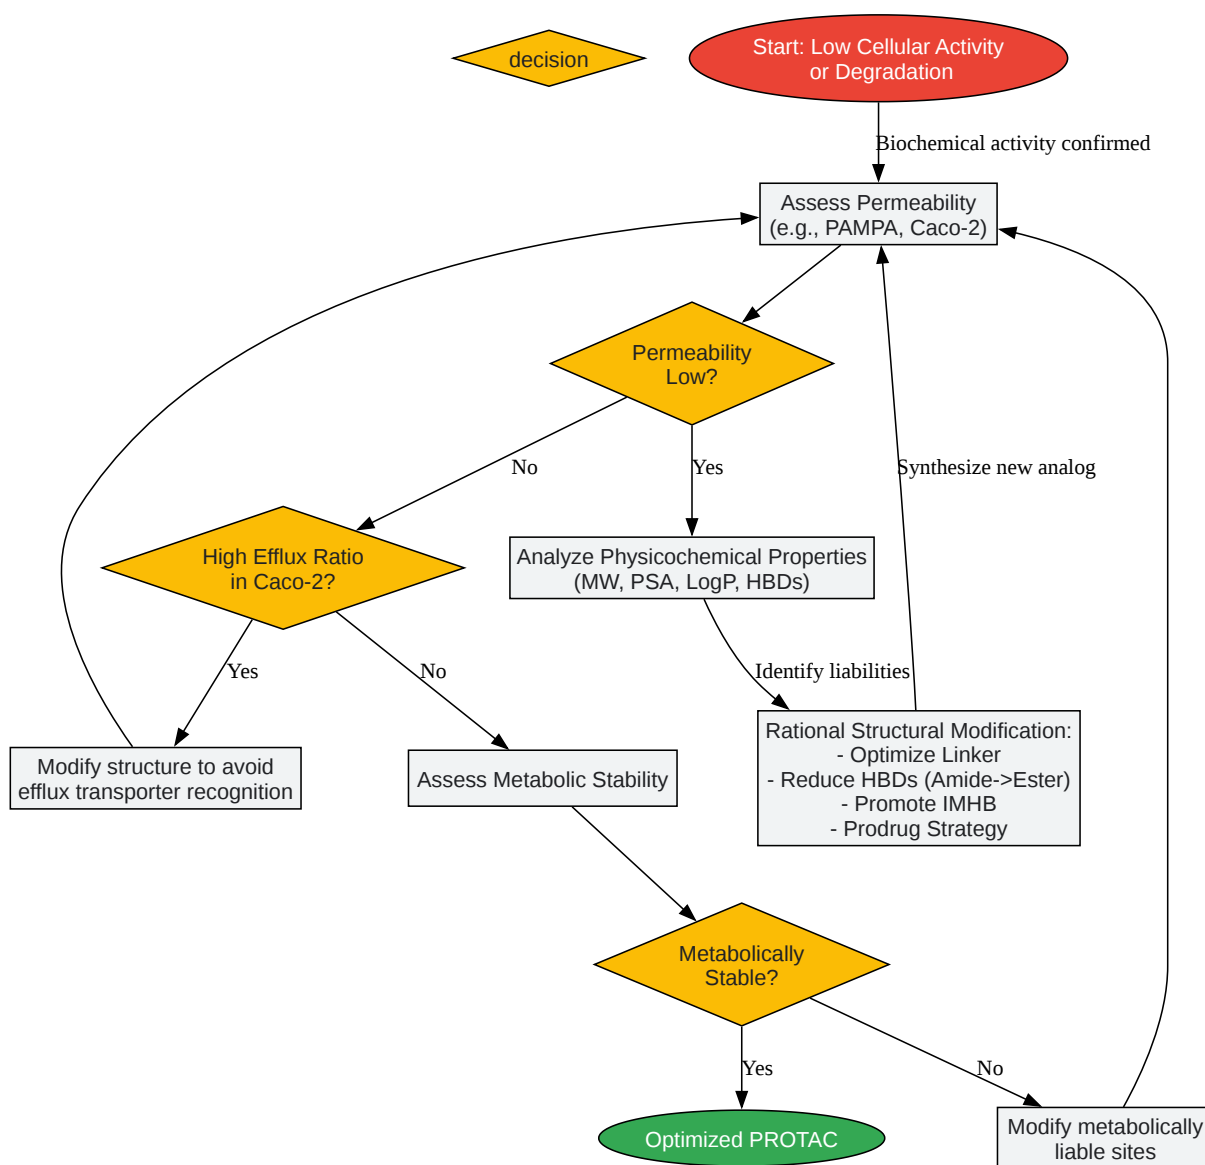 decision
Start: Low Cellular Activity
or Degradation
Biochemical activity confirmed
Assess Permeability
(e.g., PAMPA, Caco-2)
Permeability
Low?
No
Yes
Synthesize new analog
High Efflux Ratio
in Caco-2?
Analyze Physicochemical Properties
(MW, PSA, LogP, HBDs)
Yes
No
Identify liabilities
Modify structure to avoid
efflux transporter recognition
Assess Metabolic Stability
Rational Structural Modification:
- Optimize Linker
- Reduce HBDs (Amide->Ester)
- Promote IMHB
- Prodrug Strategy
Metabolically
Stable?
Yes
No
Optimized PROTAC
Modify metabolically
liable sites